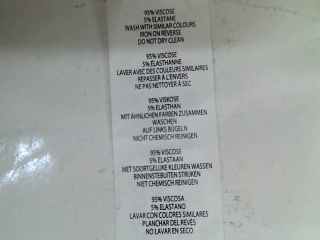 95% VISCOSE
5% ELASTANE
WASH WITH SIMILAR COLOURS
IRON ON REVERSE
DO NOT DRY CLEAN
95% VISCOSE
5% ÉLASTHANNE
LAVER AVEC DES COULEURS SIMILAIRES
REPASSER À L'ENVERS
NE PAS NETTOYER À SEC
95% VISKOSE
5% ELASTHAN
MIT ÄHNLICHEN FARBEN ZUSAMMEN
WASCHEN
AUF LINKS BÜGELN
NICHT CHEMISCH REINIGEN
95% VISCOSE
5% ELASTAAN
MET SOORTGELIJKE KLEUREN WASSEN
BINNENSTEBUITEN STRIJKEN
NIET CHEMISCH REINIGEN
95% VISCOSA
5% ELASTANO
LAVAR CON COLORES SIMILARES
PLANCHAR DEL REVÉS
NO LAVAR EN SECO